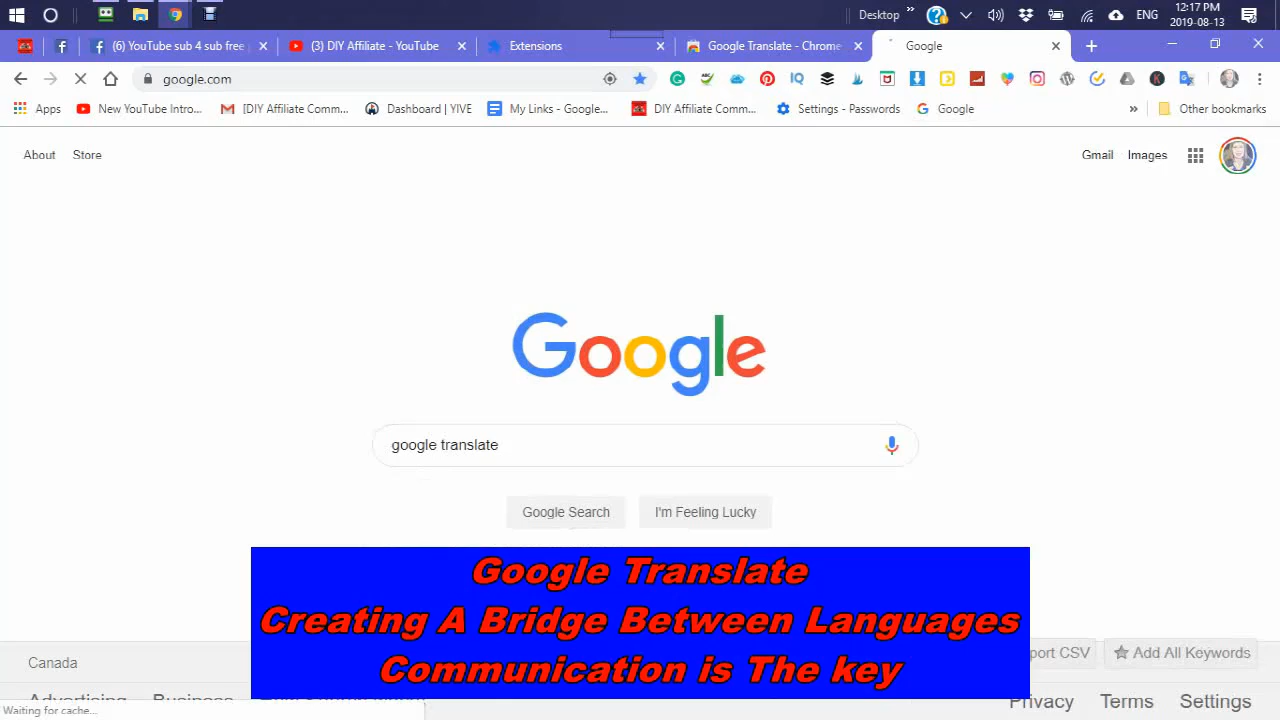 Desktop
»
ENG
12:17 PM
2019-08-13
(6) YouTube sub 4 sub free
(3) DIY Affiliate - YouTube
Extensions
Google Translate - Chrome
Google
google.com
Apps
New YouTube Intro...
[DIY Affiliate Comm...
Dashboard | YIVE
My Links - Google...
DIY Affiliate Comm...
Settings - Passwords
Google
»
Other bookmarks
About
Store
Gmail
Images
Google
google translate
Google Search
I'm Feeling Lucky
Google Translate
Creating A Bridge Between Languages
Communication is The key
Canada
port CSV
Add All Keywords
Advertising
Business
Privacy
Terms
Settings
Waiting for cache...